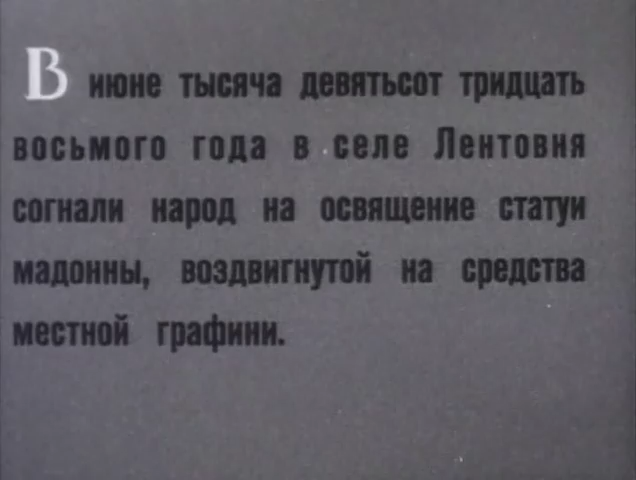 В июне тысяча девятьсот тридцать
восьмого года в селе Лентовня
согнали народ на освящение статуи
мадонны, воздвигнутой на средства
местной графини.